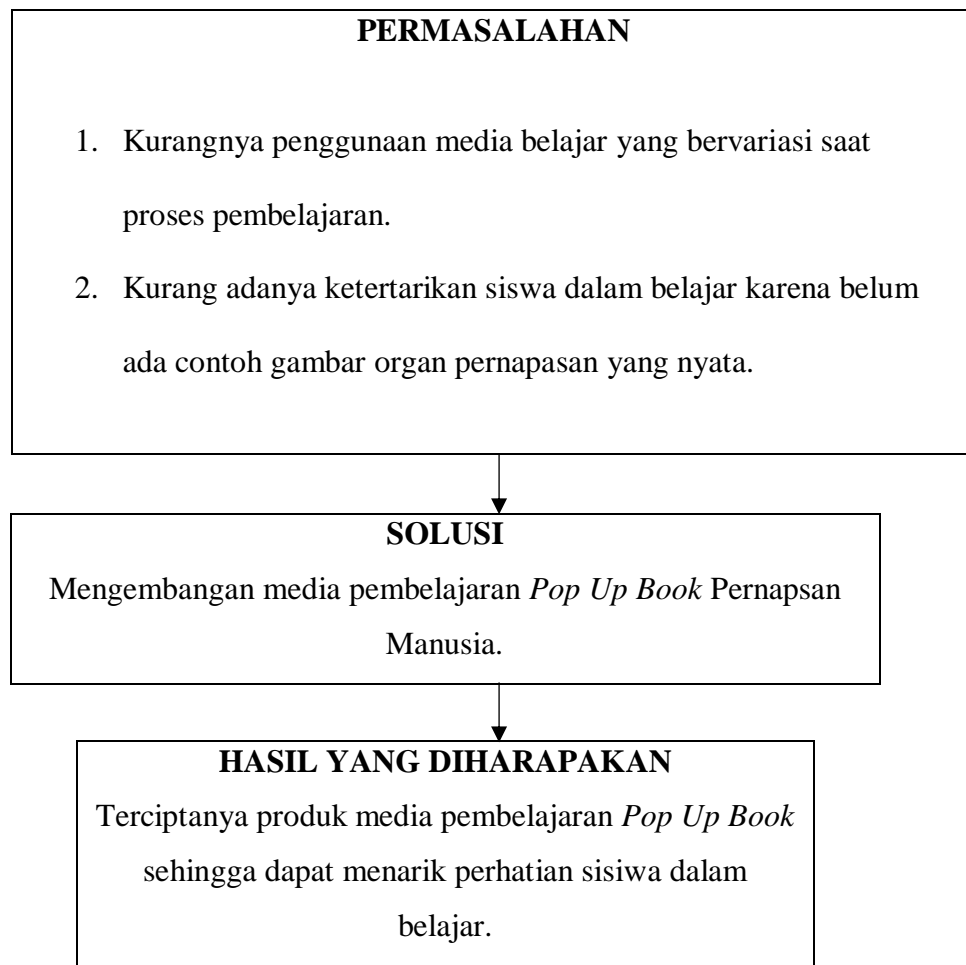 PERMASALAHAN
1. Kurangnya penggunaan media belajar yang bervariasi saat
proses pembelajaran.
2. Kurang adanya ketertarikan siswa dalam belajar karena belum
ada contoh gambar organ pernapasan yang nyata.
SOLUSI
Mengembangan media pembelajaran Pop Up Book Pernapsan
Manusia.
HASIL YANG DIHARAPAKAN
Terciptanya produk media pembelajaran Pop Up Book
sehingga dapat menarik perhatian sisiwa dalam
belajar.